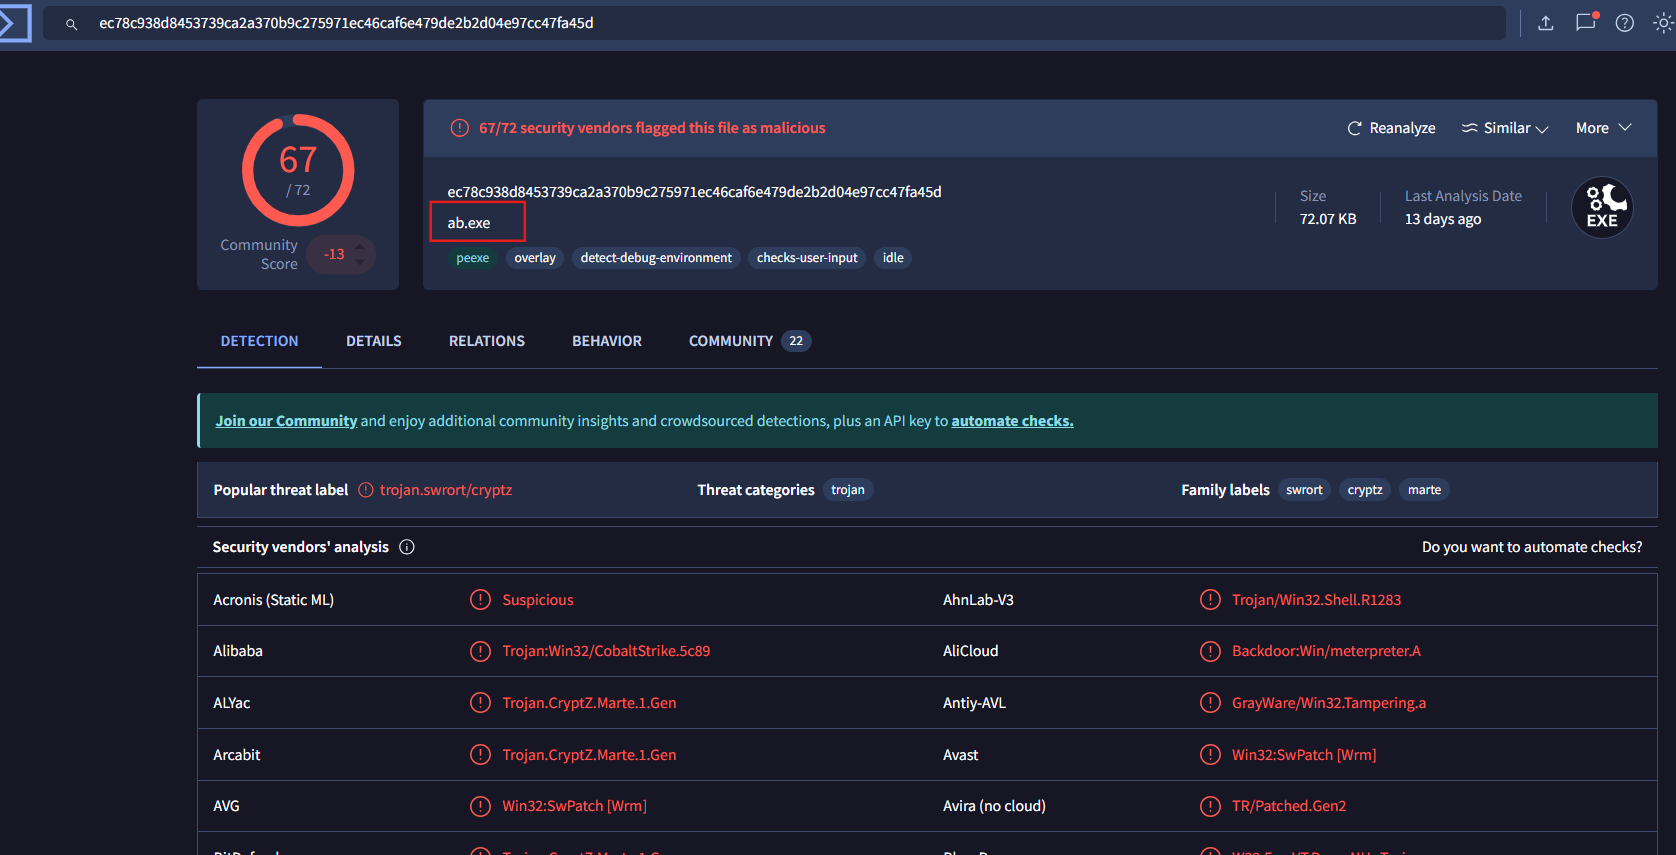 ec78c938d8453739ca2a370b9c275971ec46caf6e479de2b2d04e97cc47fa45d
67
/ 72
Community
Score
-13
67/72 security vendors flagged this file as malicious
Reanalyze
Similar
More
ec78c938d8453739ca2a370b9c275971ec46caf6e479de2b2d04e97cc47fa45d
ab.exe
peexe overlay detect-debug-environment checks-user-input idle
Size
72.07 KB
Last Analysis Date
13 days ago
EXE
DETECTION DETAILS RELATIONS BEHAVIOR COMMUNITY 22
Join our Community and enjoy additional community insights and crowdsourced detections, plus an API key to automate checks.
Popular threat label trojan.swrort/cryptz Threat categories trojan Family labels swrort cryptz marte
Security vendors' analysis Do you want to automate checks?
Acronis (Static ML) Suspicious AhnLab-V3 Trojan/Win32.Shell.R1283
Alibaba Trojan:Win32/CobaltStrike.5c89 AliCloud Backdoor:Win/meterpreter.A
ALYac Trojan.CryptZ.Marte.1.Gen Antiy-AVL GrayWare/Win32.Tampering.a
Arcabit Trojan.CryptZ.Marte.1.Gen Avast Win32:SwPatch [Wrm]
AVG Win32:SwPatch [Wrm] Avira (no cloud) TR/Patched.Gen2